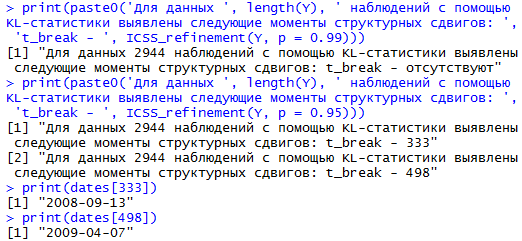 > print(paste0('Для данных ', length(Y), ' наблюдений с помощью
KL-статистики выявлены следующие моменты структурных сдвигов: ',
 't_break - ', ICSS_refinement(Y, p = 0.99)))
[1] "Для данных 2944 наблюдений с помощью KL-статистики выявлены
 следующие моменты структурных сдвигов: t_break - отсутствуют"
> print(paste0('Для данных ', length(Y), ' наблюдений с помощью
KL-статистики выявлены следующие моменты структурных сдвигов: ',
 't_break - ', ICSS_refinement(Y, p = 0.95)))
[1] "Для данных 2944 наблюдений с помощью KL-статистики выявлены
 следующие моменты структурных сдвигов: t_break - 333"
[2] "Для данных 2944 наблюдений с помощью KL-статистики выявлены
 следующие моменты структурных сдвигов: t_break - 498"
> print(dates[333])
[1] "2008-09-13"
> print(dates[498])
[1] "2009-04-07"